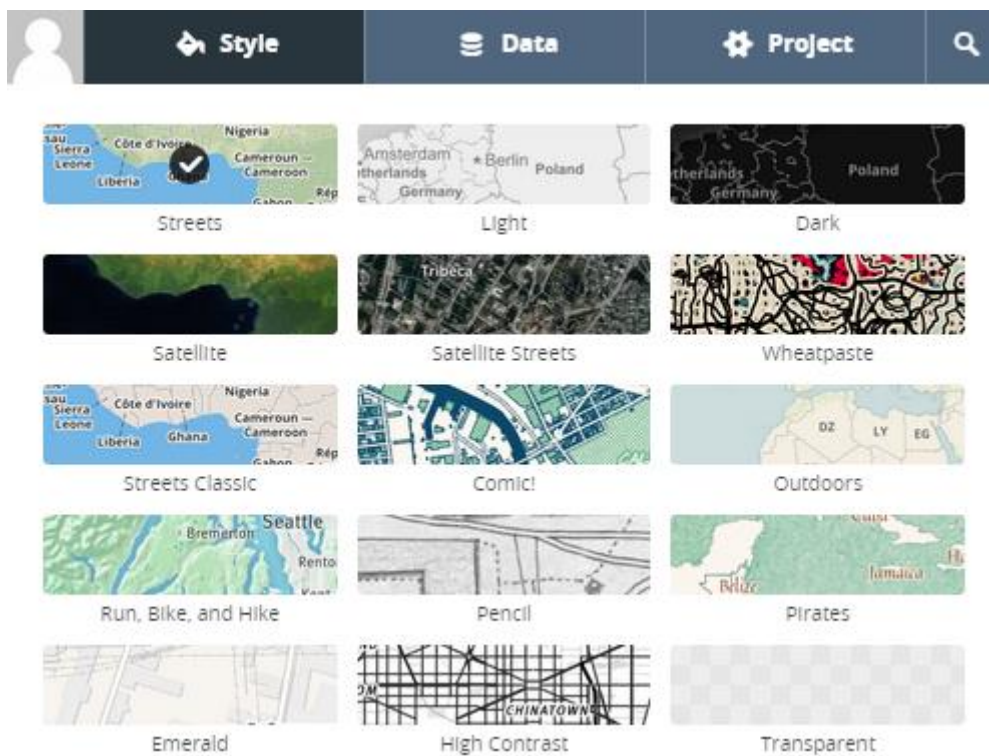 Style Data Project
Nigeria
Sierra Côte d'Ivoire
Leone Cameroun —
Liberia Cameroon
Rép
Gabon
Amsterdam Berlin Poland
Germany
Poland
Germany
Streets Light Dark
Tribeca
Satellite Satellite Streets Wheatpaste
Nigeria
Sierra Côte d'Ivoire
Leone Cameroun —
Liberia Ghana Cameroon
Rép
Gabon
DZ LY EG
Streets Classic Comic! Outdoors
Seattle
Bremerton
Rento
Belize Jamaica
Run, Bike, and Hike Pencil Pirates
CHINATOWN
Emerald High Contrast Transparent